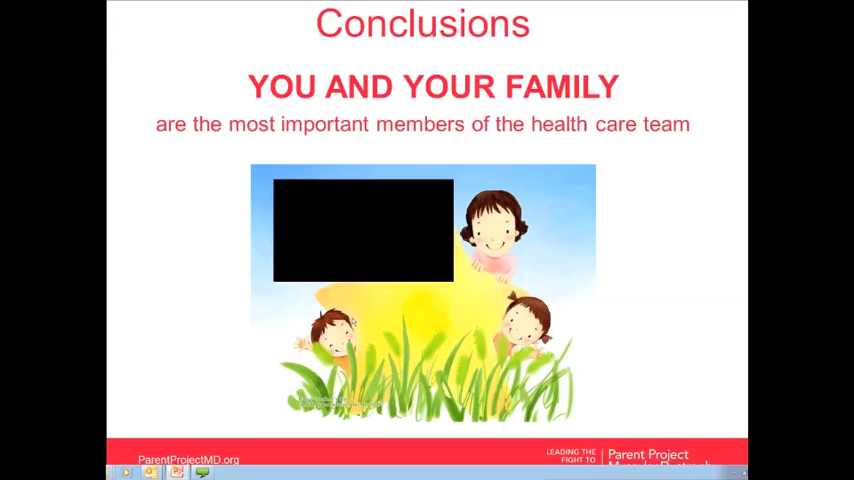 Conclusions
YOU AND YOUR FAMILY
are the most important members of the health care team
ParentProjectMD.org
LEADING THE
FIGHT TO
Parent Project